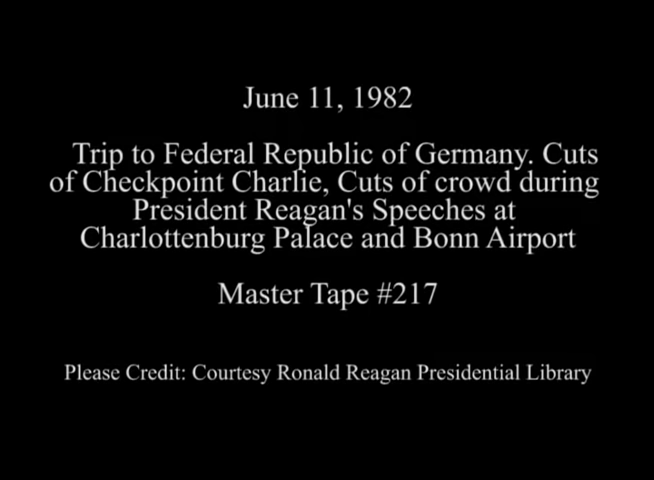 June 11, 1982
Trip to Federal Republic of Germany. Cuts
of Checkpoint Charlie, Cuts of crowd during
President Reagan's Speeches at
Charlottenburg Palace and Bonn Airport
Master Tape #217
Please Credit: Courtesy Ronald Reagan Presidential Library